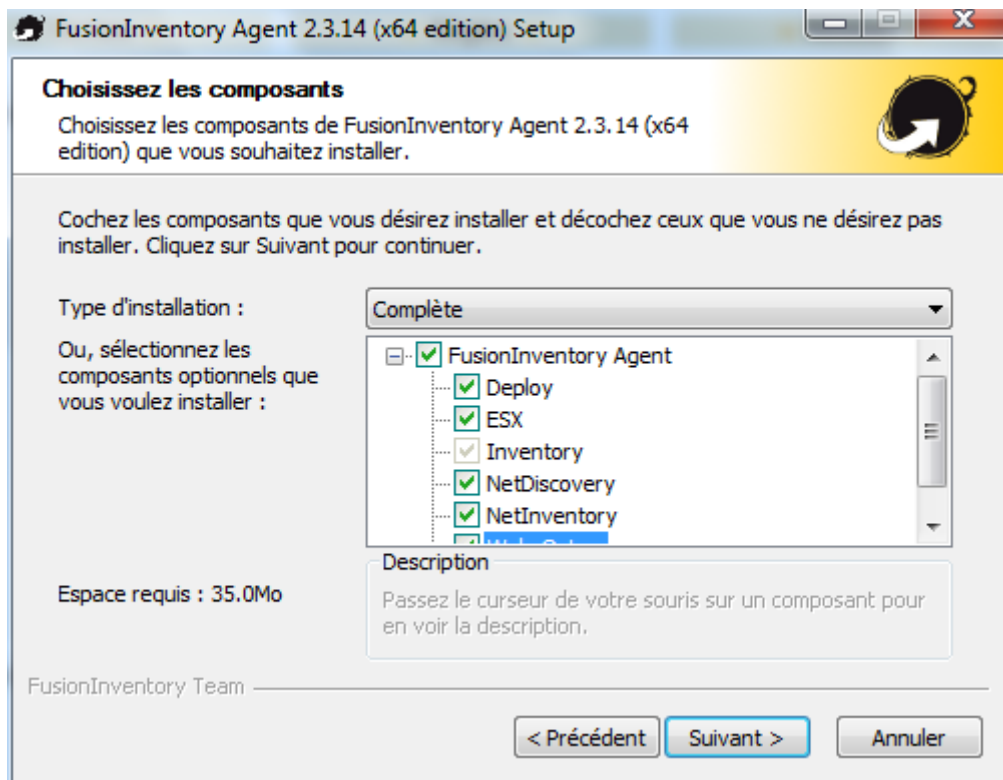 FusionInventory Agent 2.3.14 (x64 edition) Setup
Choisissez les composants
Choisissez les composants de FusionInventory Agent 2.3.14 (x64
edition) que vous souhaitez installer.
Cochez les composants que vous désirez installer et décochez ceux que vous ne désirez pas
installer. Cliquez sur Suivant pour continuer.
Type d'installation :
Complète
Ou, sélectionnez les
composants optionnels que
vous voulez installer :
FusionInventory Agent
Deploy
ESX
Inventory
NetDiscovery
NetInventory
Espace requis : 35.0Mo
Description
Passez le curseur de votre souris sur un composant pour
en voir la description.
FusionInventory Team
< Précédent
Suivant >
Annuler